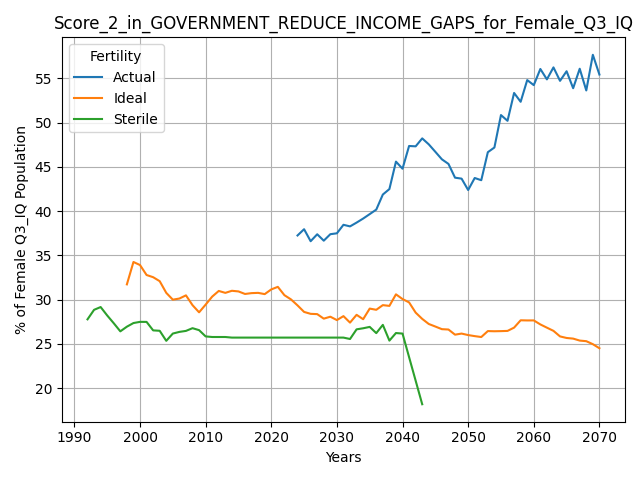 Score_2_in_GOVERNMENT_REDUCE_INCOME_GAPS_for_Female_Q3_IQ
Fertility
Actual
Ideal
Sterile
% of Female Q3_IQ Population
55
50
45
40
35
30
25
20
1990
2000
2010
2020
2030
2040
2050
2060
2070
Years